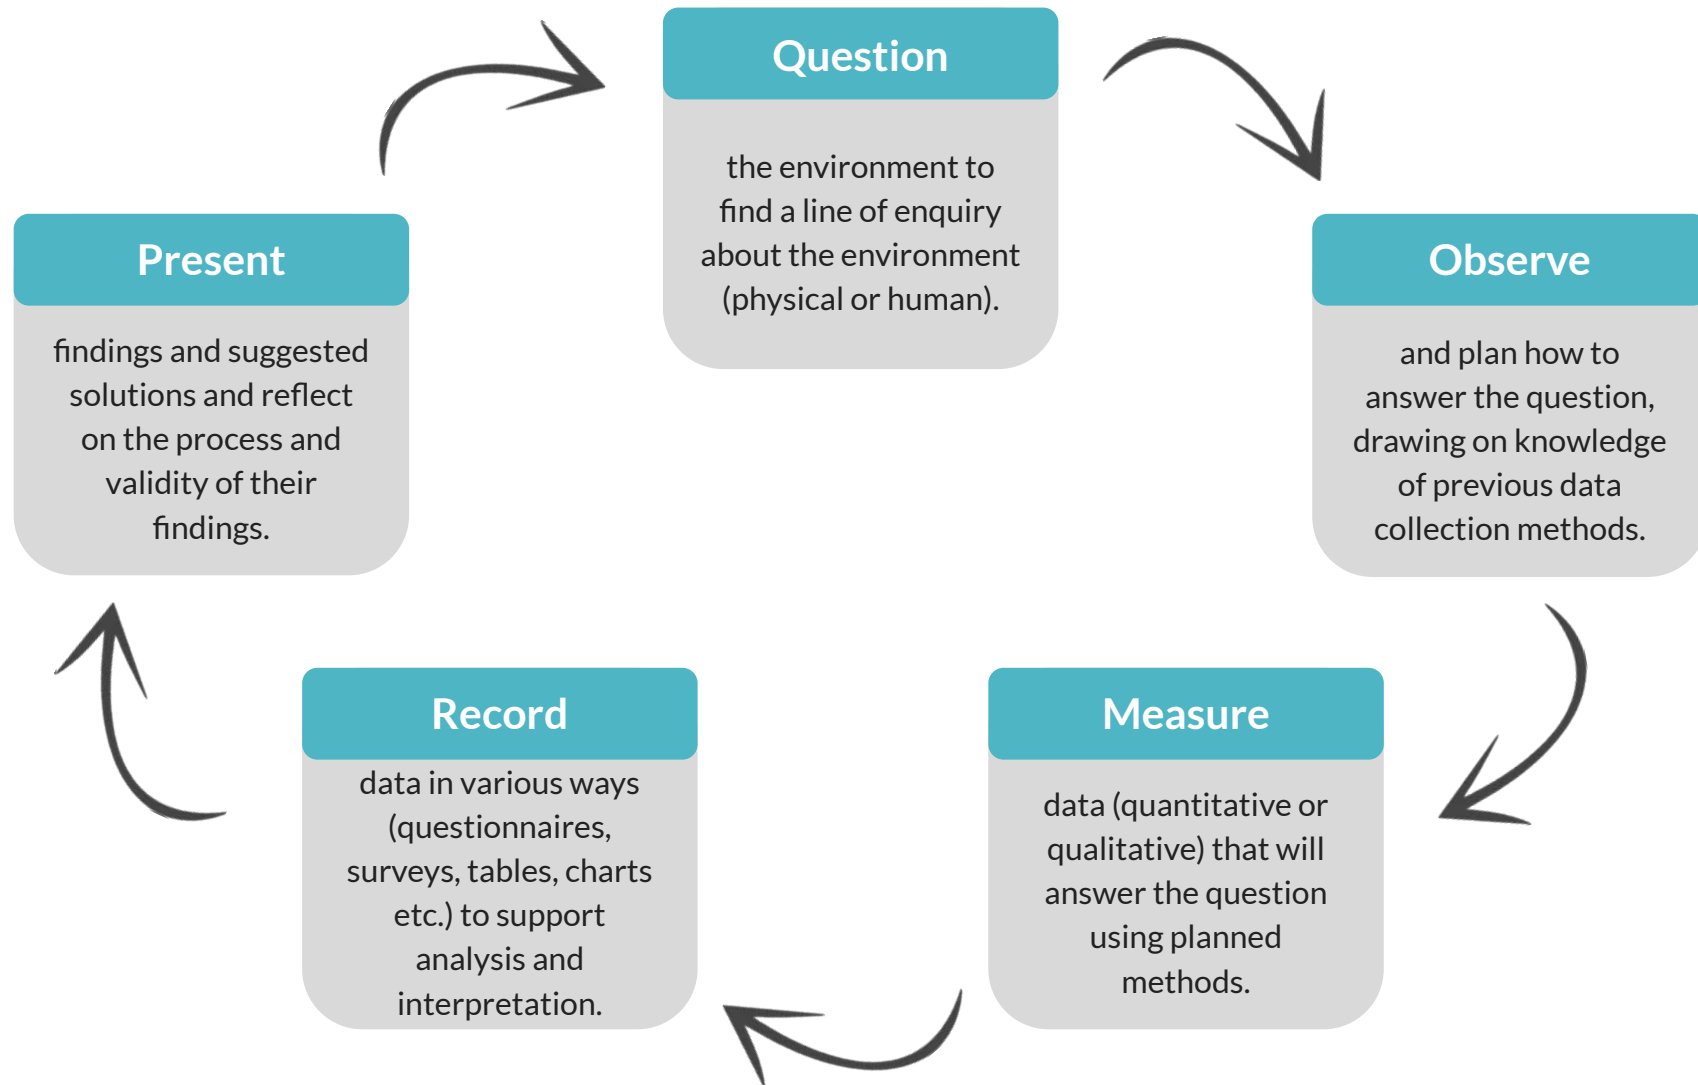 Question
the environment to
find a line of enquiry
about the environment
(physical or human).
Observe
and plan how to
answer the question,
drawing on knowledge
of previous data
collection methods.
Measure
data (quantitative or
qualitative) that will
answer the question
using planned
methods.
Record
data in various ways
(questionnaires,
surveys, tables, charts
etc.) to support
analysis and
interpretation.
Present
findings and suggested
solutions and reflect
on the process and
validity of their
findings.